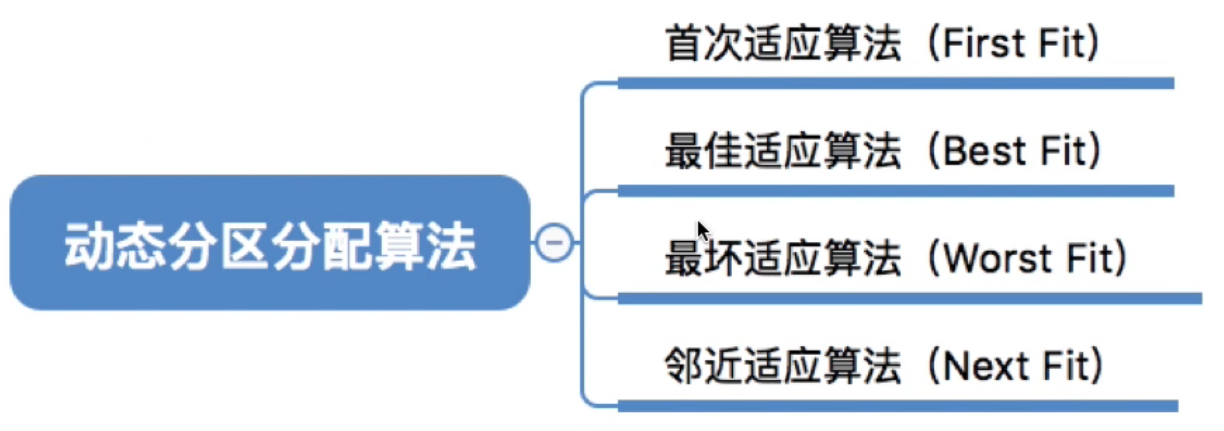 首次适应算法（First Fit）
最佳适应算法（Best Fit）
动态分区分配算法
最坏适应算法（Worst Fit）
邻近适应算法（Next Fit）